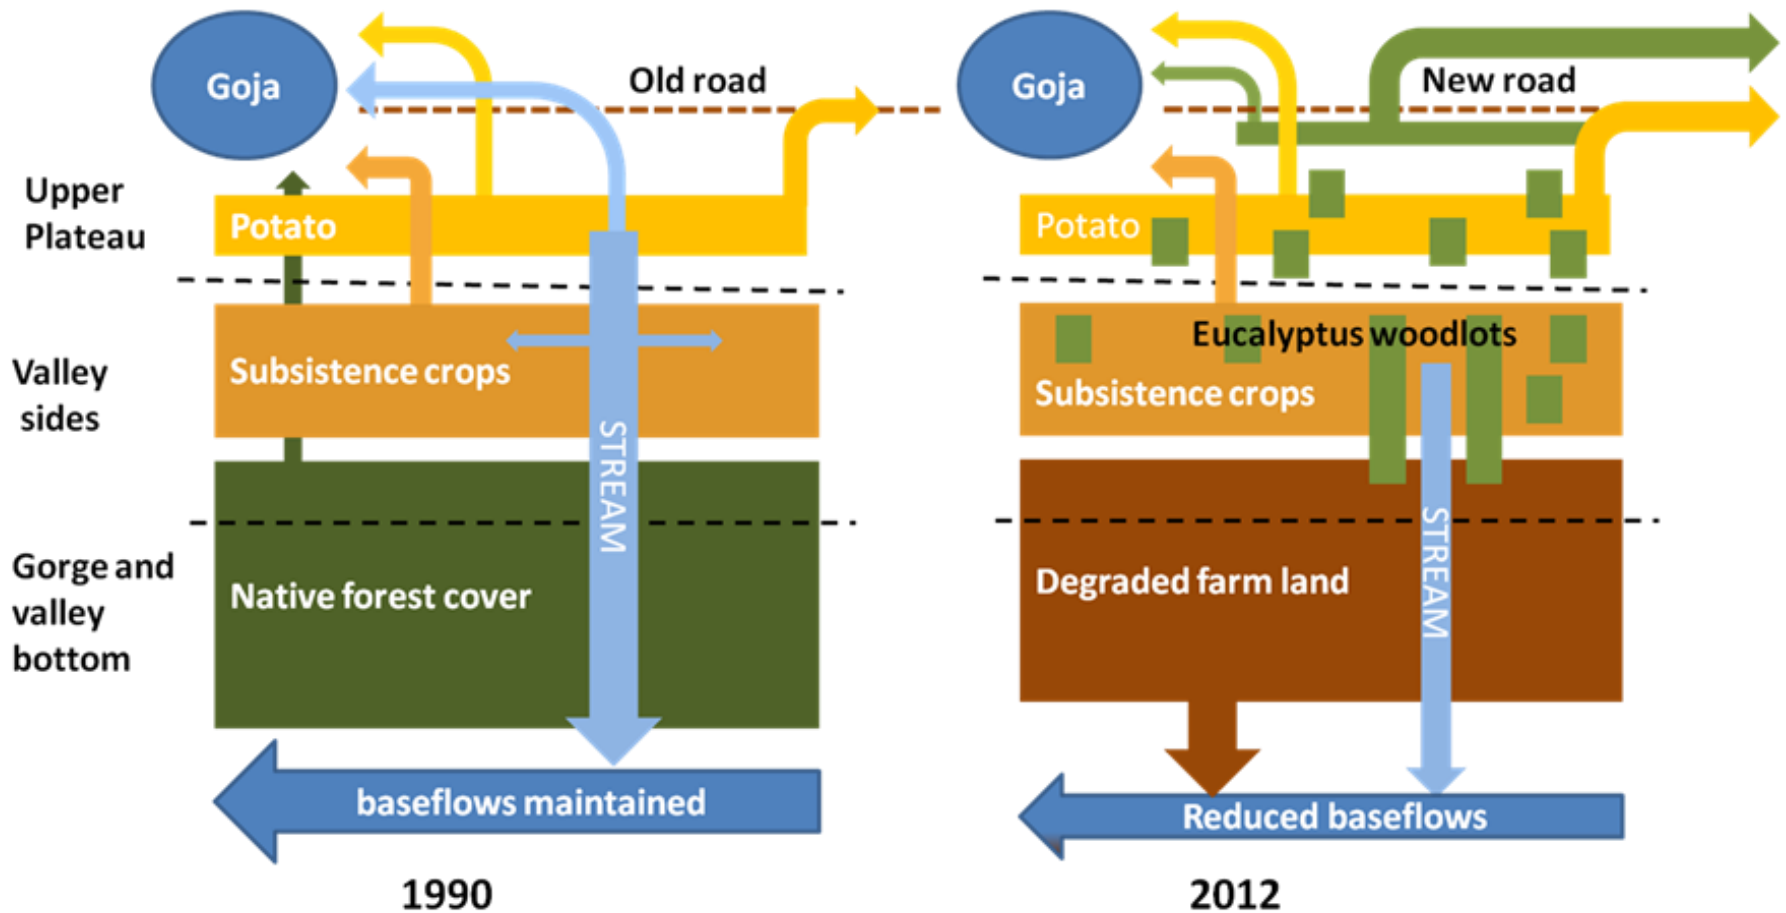 Goja
Old road
Upper
Plateau
Potato
Valley
sides
Subsistence crops
STREAM
Gorge and
valley
bottom
Native forest cover
baseflows maintained
1990
Goja
New road
Potato
Eucalyptus woodlots
Subsistence crops
STREAM
Degraded farm land
Reduced baseflows
2012